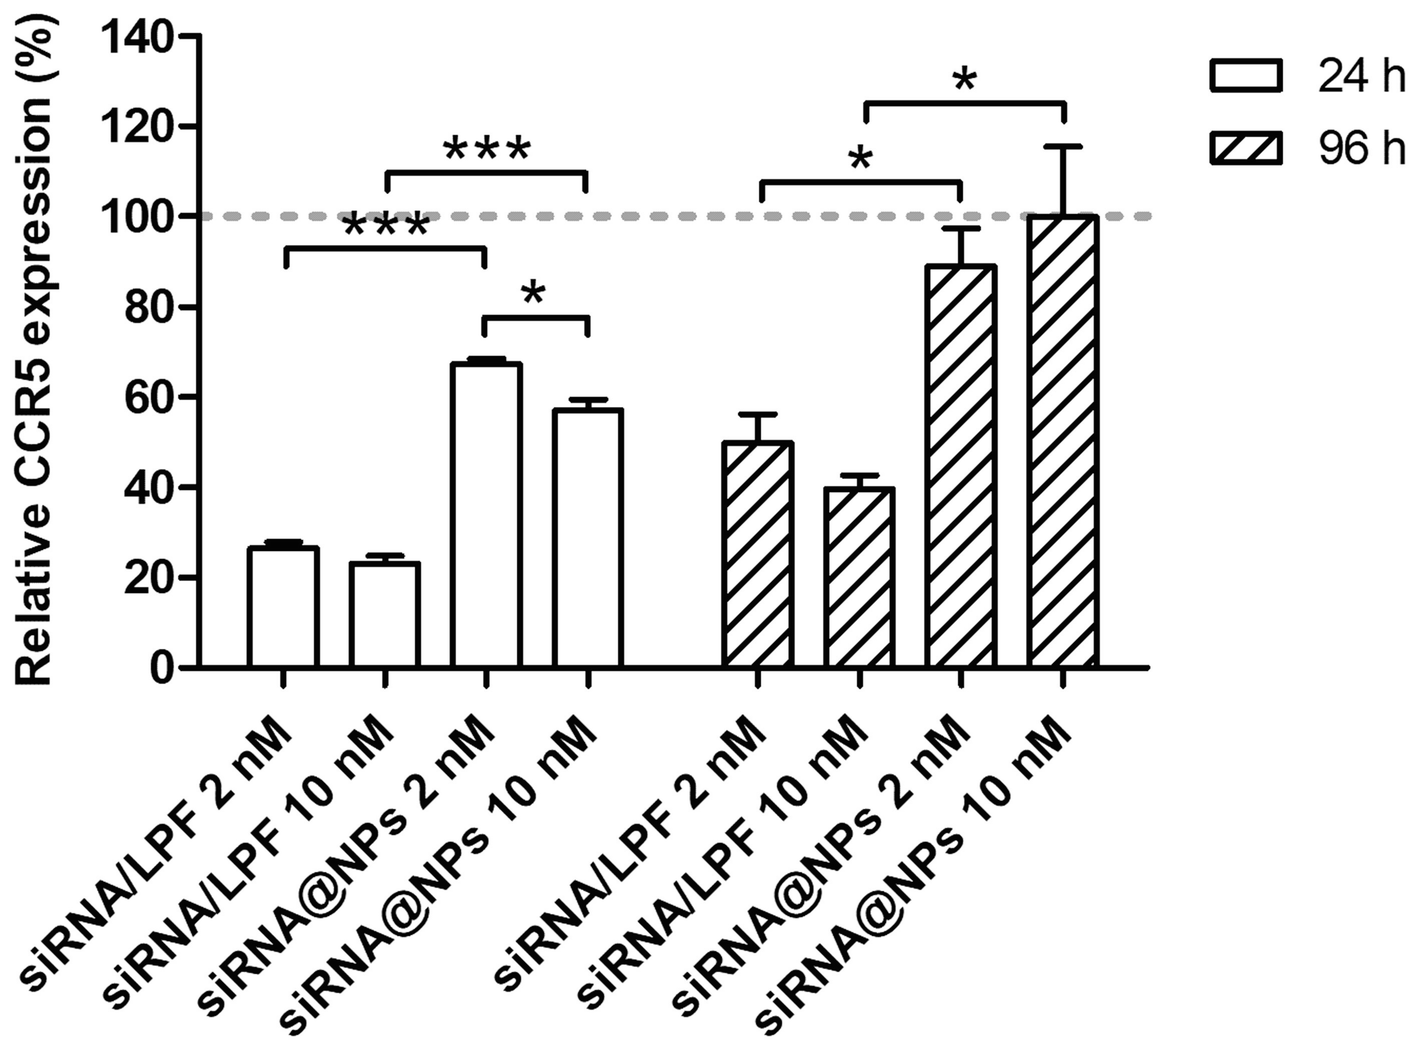 Relative CCR5 expression (%)
140
120
100
80
60
40
20
0
***
***
*
*
*
24 h
96 h
siRNA/LPF 2 nM
siRNA/LPF 10 nM
siRNA@NPs 2 nM
siRNA@NPs 10 nM
siRNA/LPF 2 nM
siRNA/LPF 10 nM
siRNA@NPs 2 nM
siRNA@NPs 10 nM